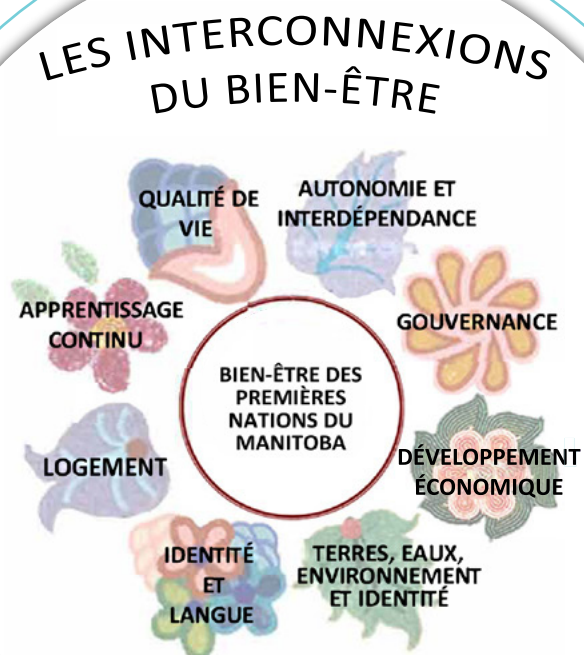 LES INTERCONNEXIONS
DU BIEN-ÊTRE
QUALITÉ DE
VIE
AUTONOMIE ET
INTERDÉPENDANCE
APPRENTISSAGE
CONTINU
GOUVERNANCE
BIEN-ÊTRE DES
PREMIÈRES
NATIONS DU
MANITOBA
LOGEMENT
DÉVELOPPEMENT
ÉCONOMIQUE
IDENTITÉ
ET
LANGUE
TERRES, EAUX,
ENVIRONNEMENT
ET IDENTITÉ